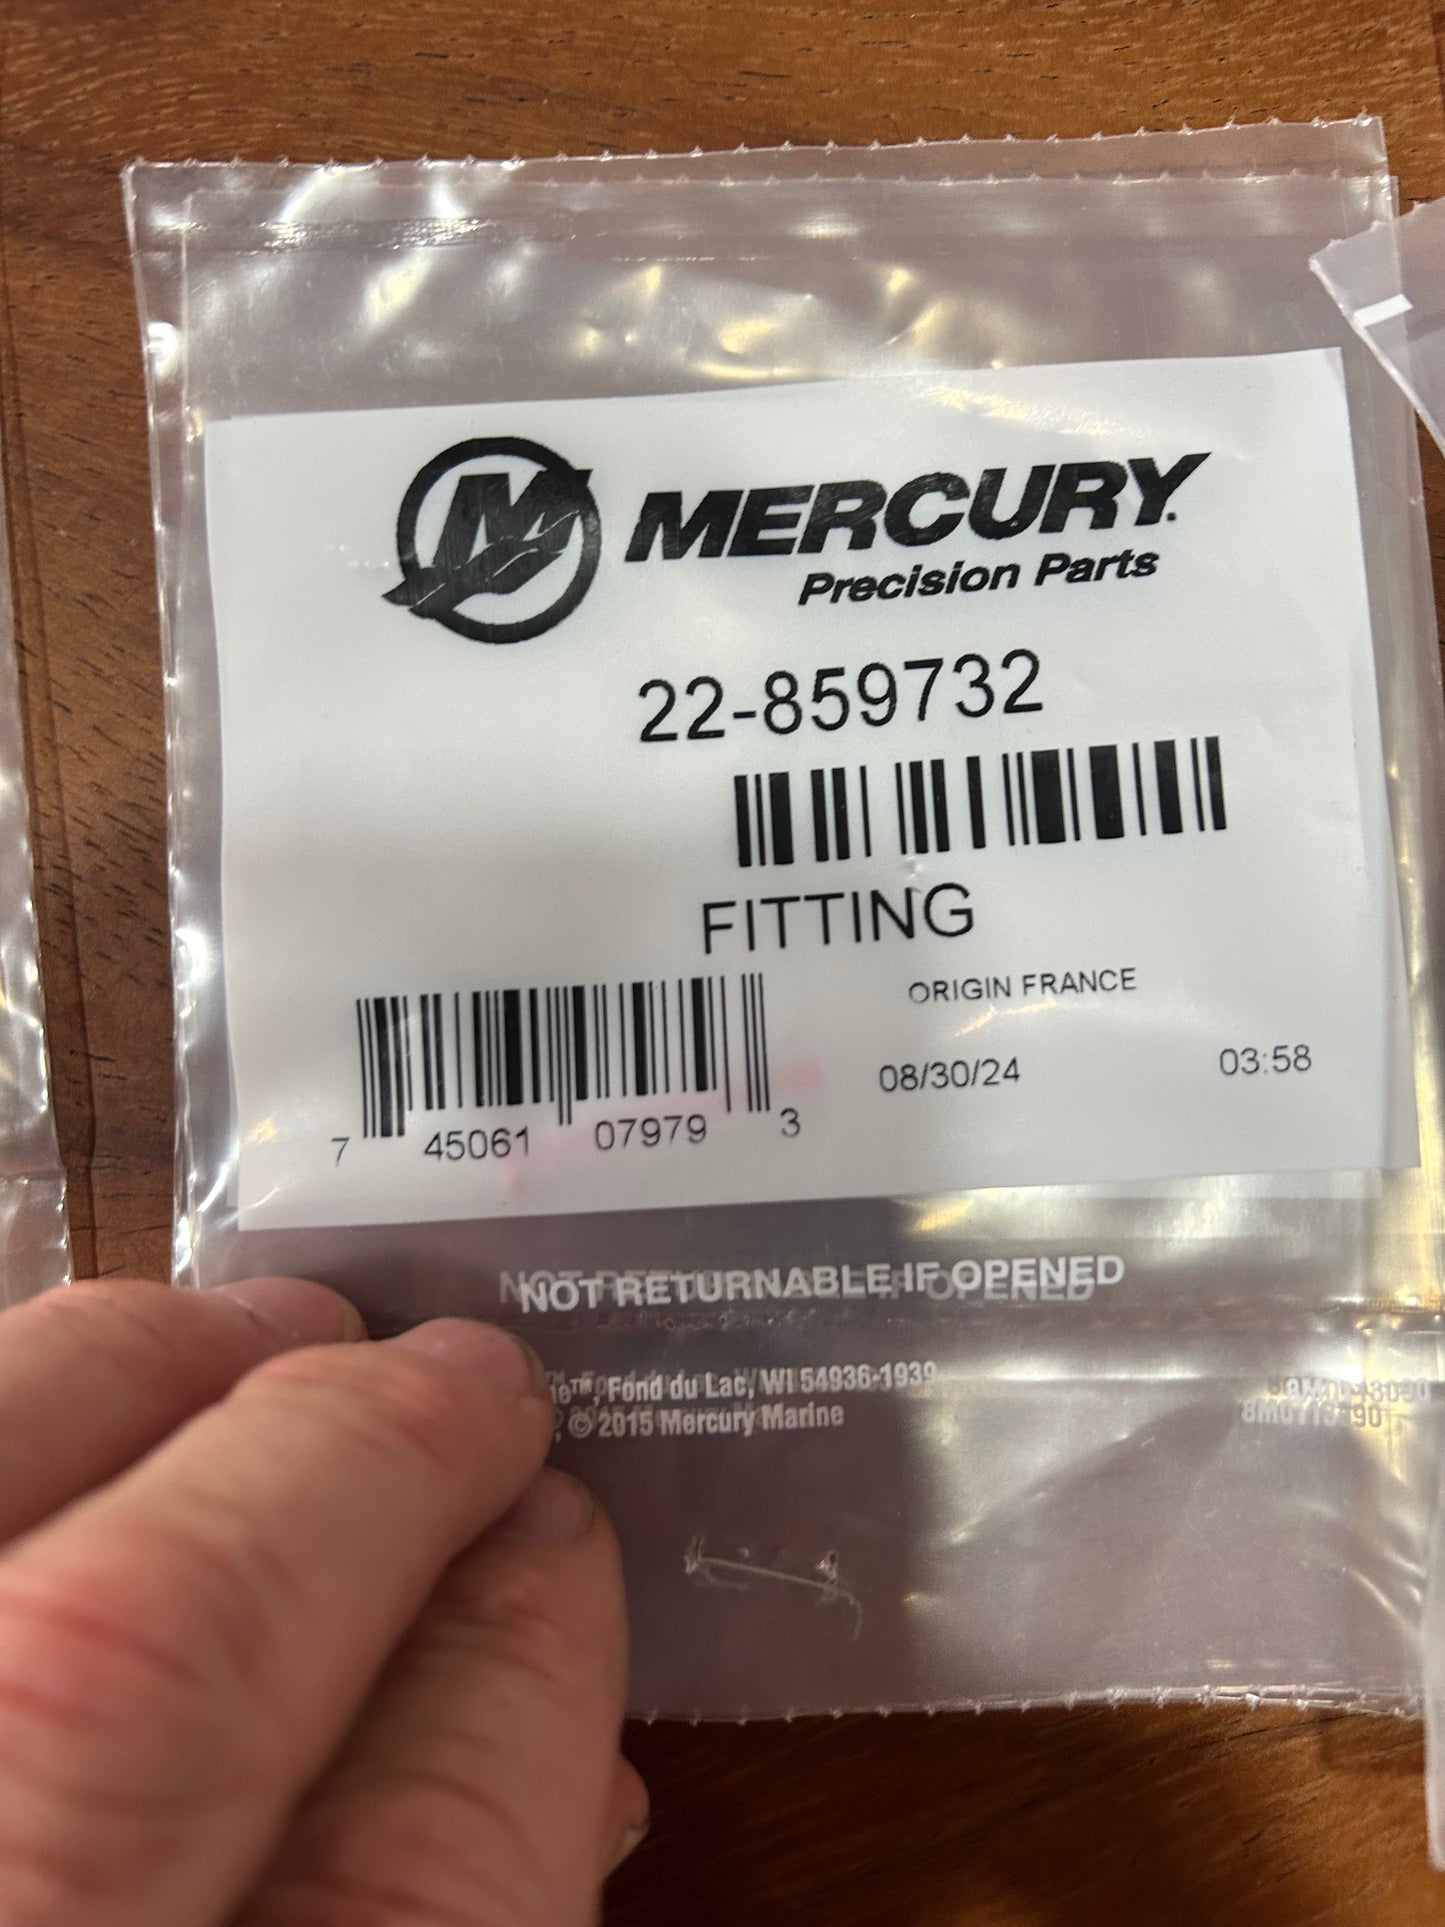 M MERCURY
Precision Parts
22-859732
FITTING
ORIGIN FRANCE
08/30/24 03:58
7 45061 07979 3
NOT RETURNABLE IF OPENED
Fond du Lac, WI 54936-1939
© 2015 Mercury Marine